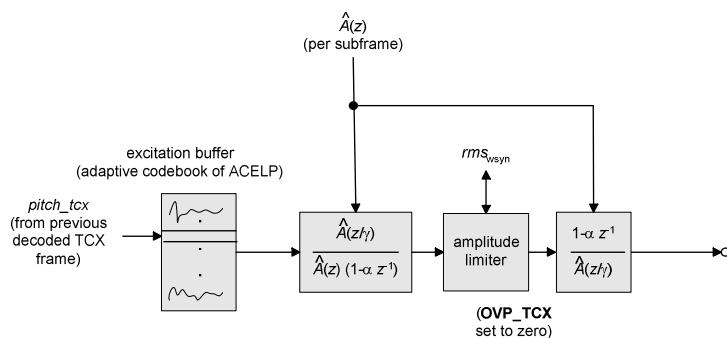 Â(z)
(per subframe)
excitation buffer
(adaptive codebook of ACELP)
rms_wsyn
pitch_tcx
(from previous
decoded TCX
frame)
Â(z/γ)
Â(z) (1-α z⁻¹)
amplitude
limiter
1-α z⁻¹
Â(z/γ)
(OVP_TCX
set to zero)